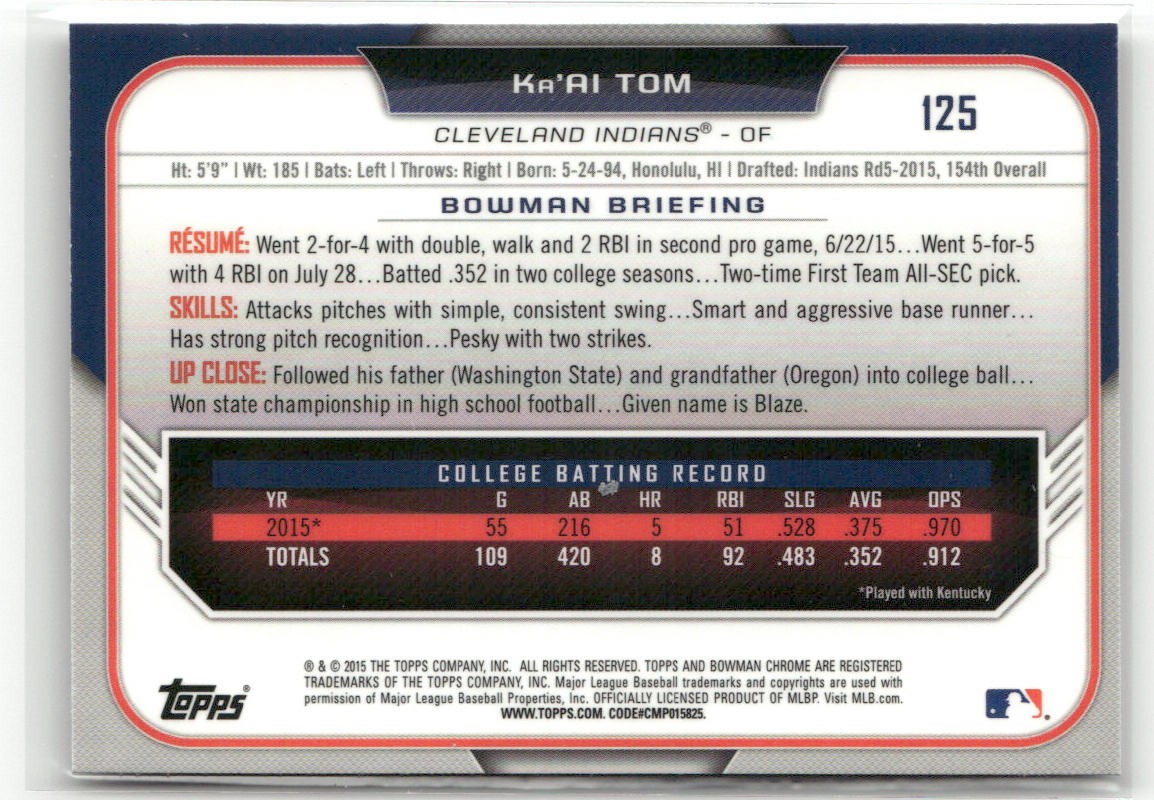 Ka'ai Tom
125
CLEVELAND INDIANS® - OF
Ht: 5'9" | Wt: 185 | Bats: Left | Throws: Right | Born: 5-24-94, Honolulu, HI | Drafted: Indians Rd5-2015, 154th Overall
BOWMAN BRIEFING
RÉSUMÉ: Went 2-for-4 with double, walk and 2 RBI in second pro game, 6/22/15...Went 5-for-5
with 4 RBI on July 28...Batted .352 in two college seasons...Two-time First Team All-SEC pick.
SKILLS: Attacks pitches with simple, consistent swing...Smart and aggressive base runner...
Has strong pitch recognition...Pesky with two strikes.
UP CLOSE: Followed his father (Washington State) and grandfather (Oregon) into college ball...
Won state championship in high school football...Given name is Blaze.
COLLEGE BATTING RECORD
YR G AB HR RBI SLG AVG OPS
2015* 55 216 5 51 .528 .375 .970
TOTALS 109 420 8 92 .483 .352 .912
*Played with Kentucky
® & © 2015 THE TOPPS COMPANY, INC. ALL RIGHTS RESERVED. TOPPS AND BOWMAN CHROME ARE REGISTERED
TRADEMARKS OF THE TOPPS COMPANY, INC. Major League Baseball trademarks and copyrights are used with
permission of Major League Baseball Properties, Inc. OFFICIALLY LICENSED PRODUCT OF MLBP. Visit MLB.com.
WWW.TOPPS.COM. CODE#CMP015825.
TOPPS®